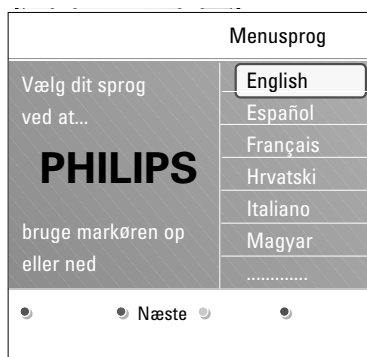 Menusprog
Vælg dit sprog
ved at...
PHILIPS
bruge markøren op
eller ned
English
Español
Français
Hrvatski
Italiano
Magyar
.............
Næste